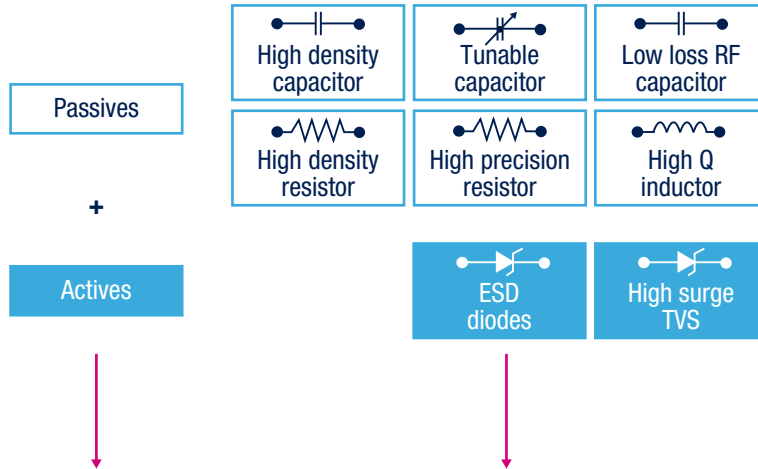 Passives
+
Actives
High density
capacitor
Tunable
capacitor
Low loss RF
capacitor
High density
resistor
High precision
resistor
High Q
inductor
ESD
diodes
High surge
TVS